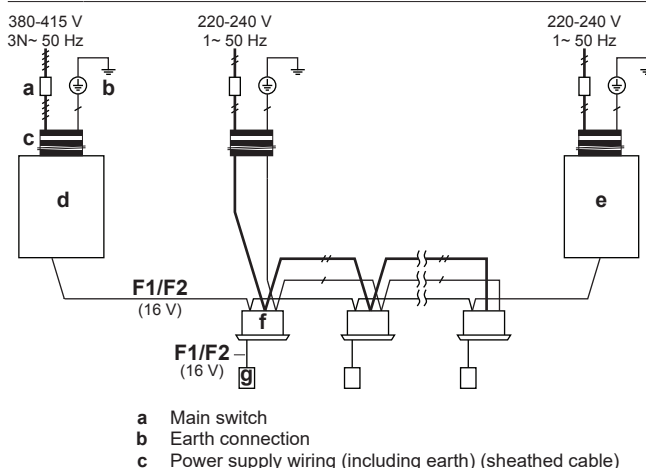 380-415 V
3N~ 50 Hz
220-240 V
1~ 50 Hz
220-240 V
1~ 50 Hz
a
b
c
d
e
F1/F2
(16 V)
f
F1/F2
(16 V)
g
a Main switch
b Earth connection
c Power supply wiring (including earth) (sheathed cable)